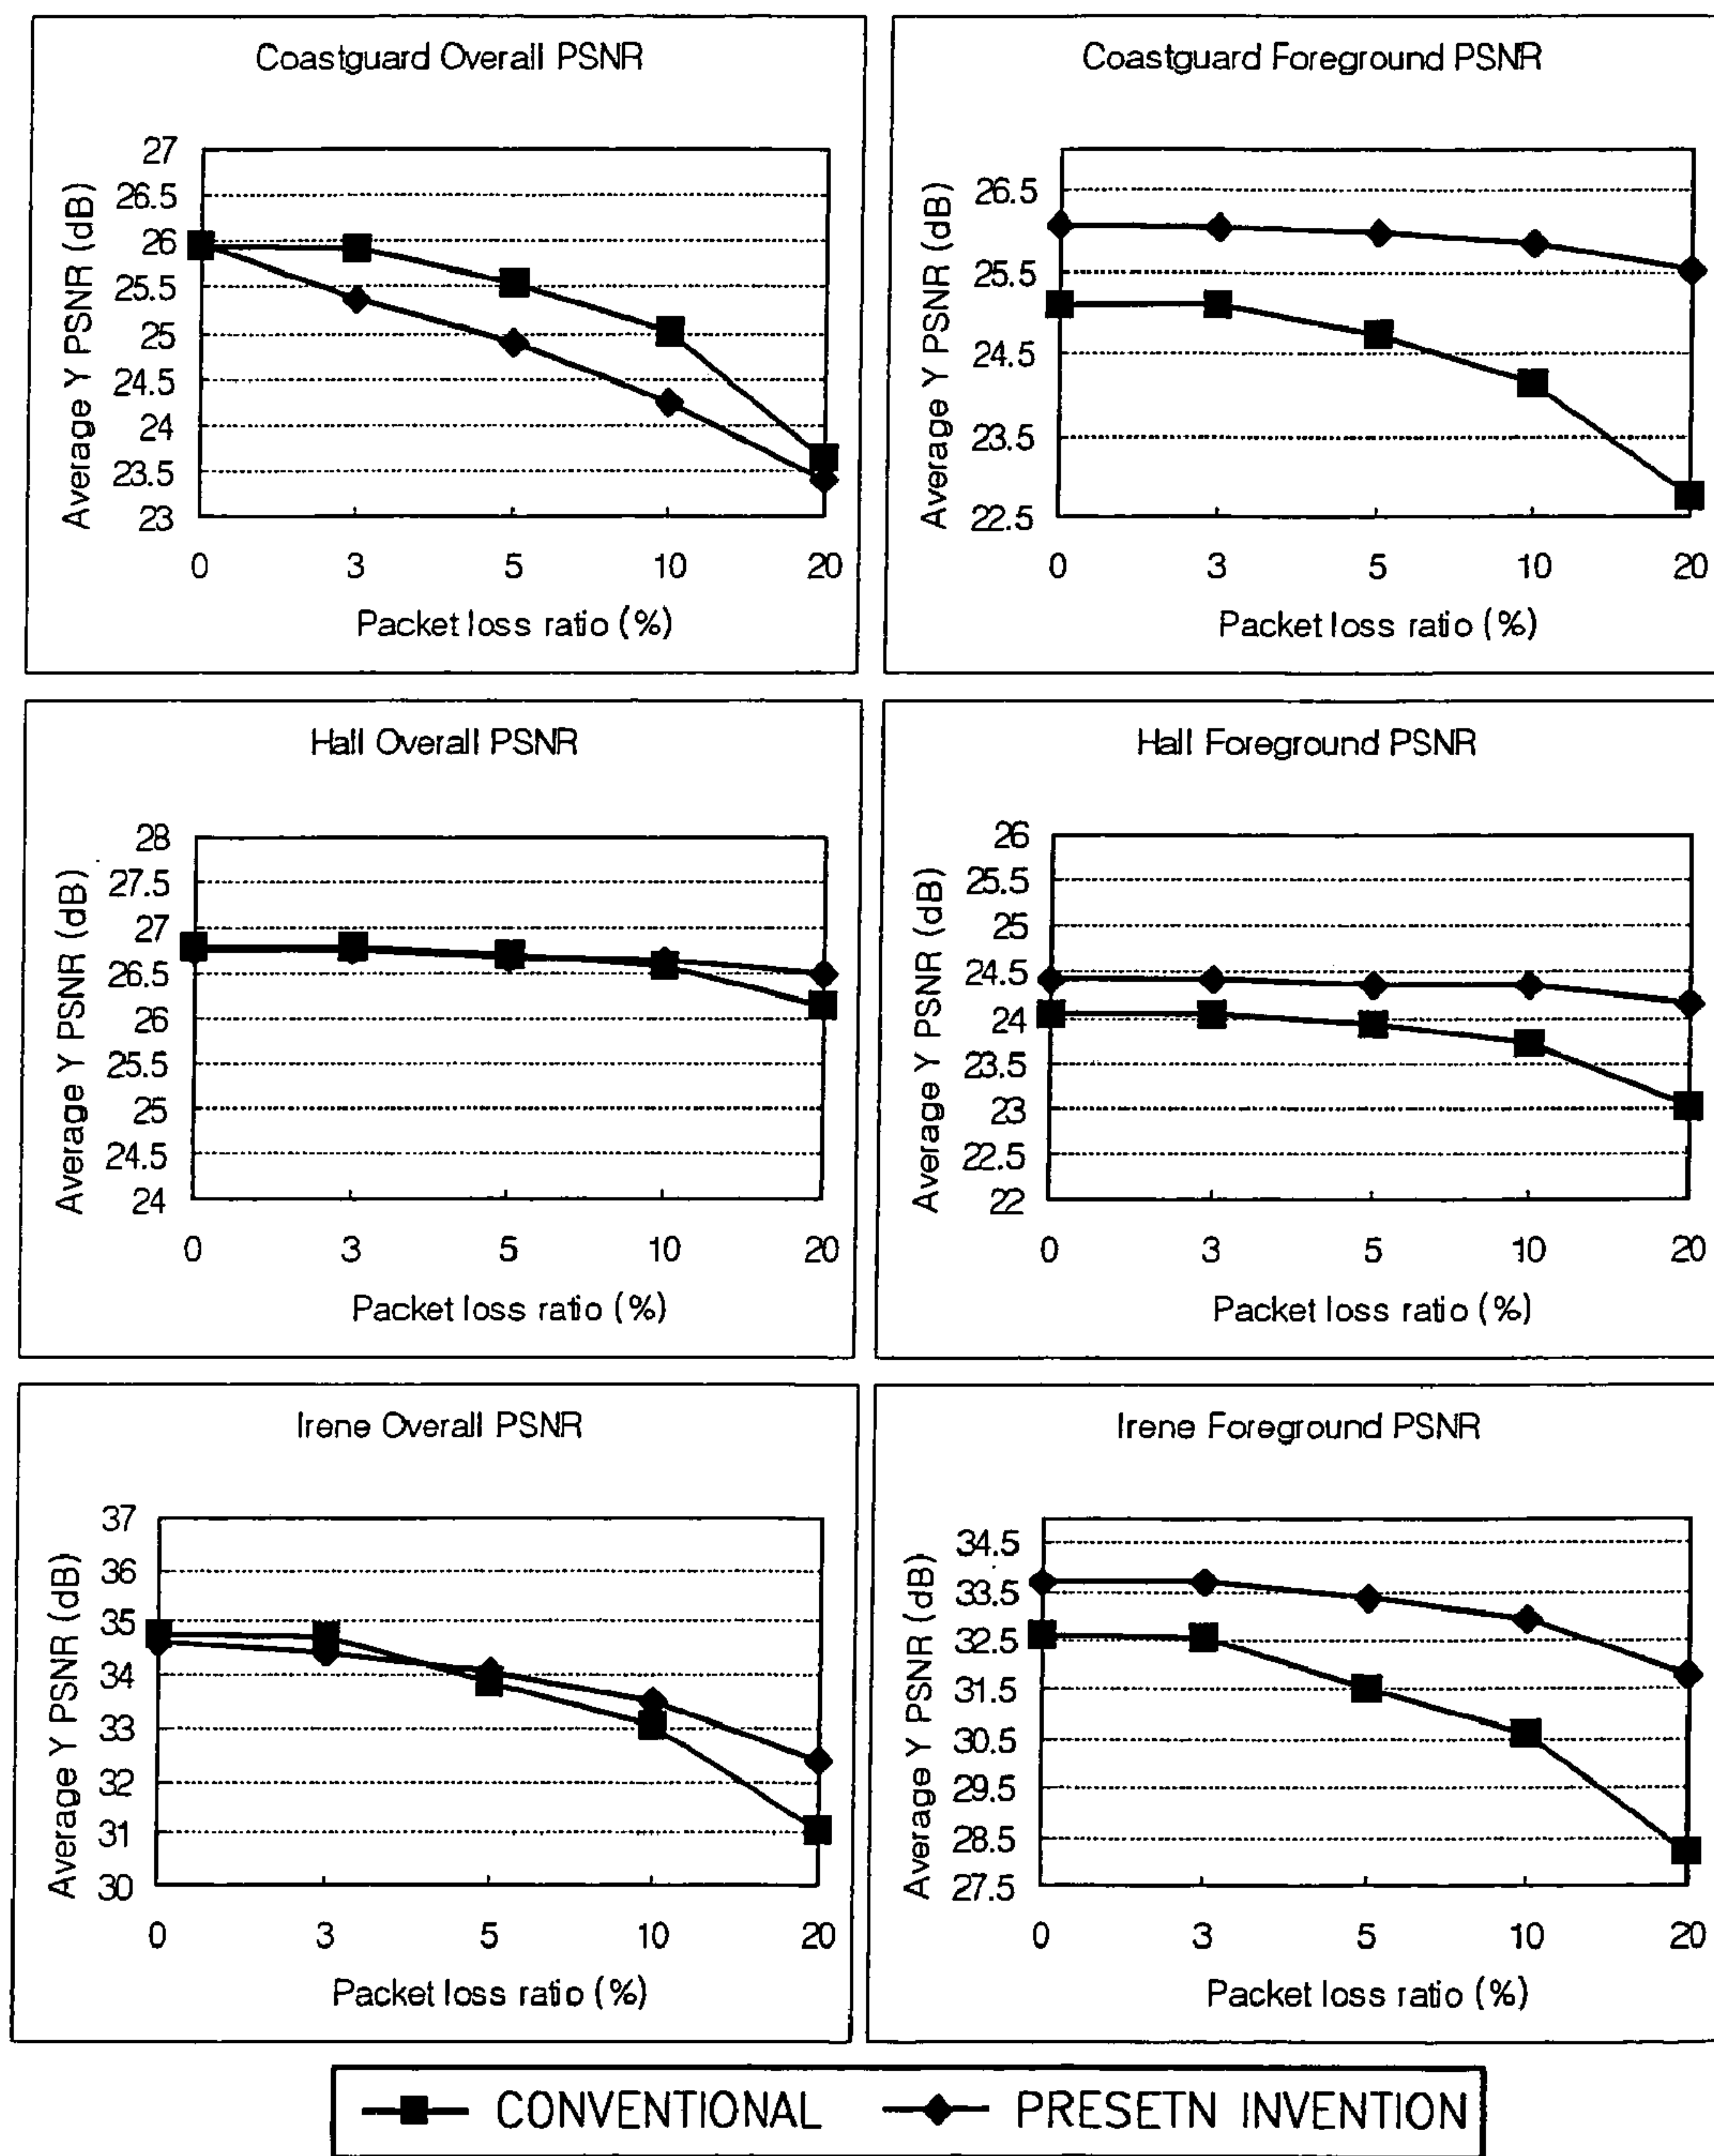 Coastguard Overall PSNR
Average Y PSNR (dB)
27
26.5
26
25.5
25
24.5
24
23.5
23
0 3 5 10 20
Packet loss ratio (%)
Coastguard Foreground PSNR
Average Y PSNR (dB)
26.5
25.5
24.5
23.5
22.5
0 3 5 10 20
Packet loss ratio (%)
Hall Overall PSNR
Average Y PSNR (dB)
28
27.5
27
26.5
26
25.5
25
24.5
24
0 3 5 10 20
Packet loss ratio (%)
Hall Foreground PSNR
Average Y PSNR (dB)
26
25.5
25
24.5
24
23.5
23
22.5
22
0 3 5 10 20
Packet loss ratio (%)
Irene Overall PSNR
Average Y PSNR (dB)
37
36
35
34
33
32
31
30
0 3 5 10 20
Packet loss ratio (%)
Irene Foreground PSNR
Average Y PSNR (dB)
34.5
33.5
32.5
31.5
30.5
29.5
28.5
27.5
0 3 5 10 20
Packet loss ratio (%)
CONVENTIONAL PRESETN INVENTION